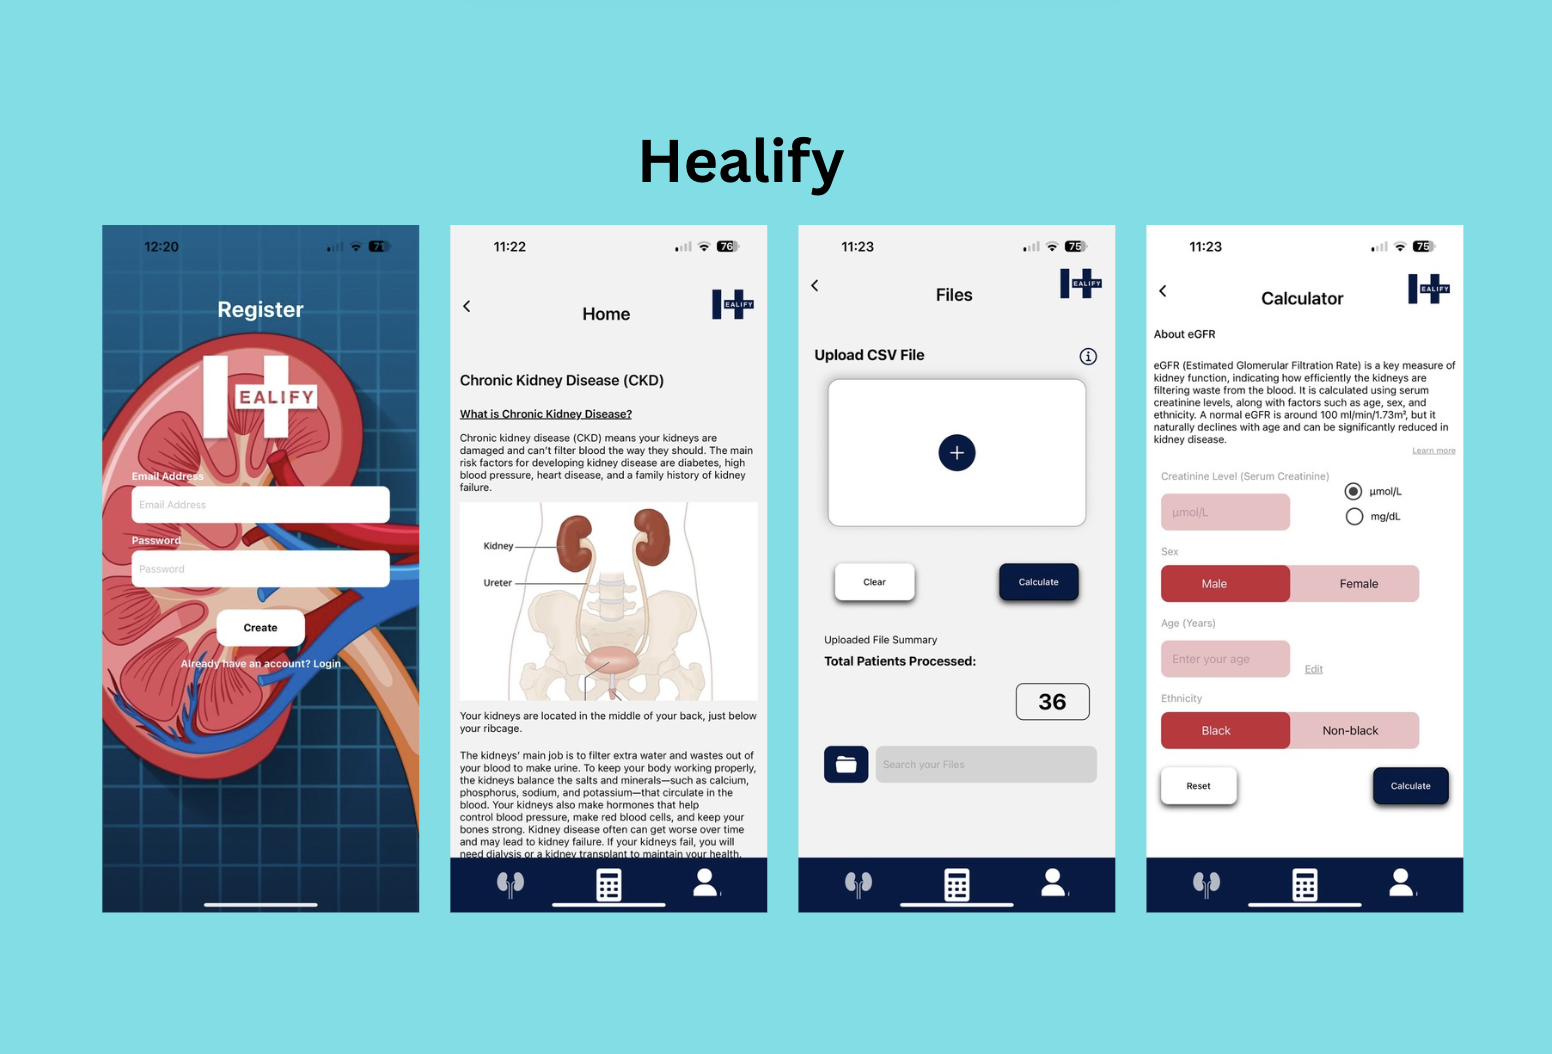 Healify
12:20
71
Register
EALIFY
Email Address
Email Address
Password
Password
Create
Already have an account? Login
11:22
76
EALIFY
Home
Chronic Kidney Disease (CKD)
What is Chronic Kidney Disease?
Chronic kidney disease (CKD) means your kidneys are
damaged and can't filter blood the way they should. The main
risk factors for developing kidney disease are diabetes, high
blood pressure, heart disease, and a family history of kidney
failure.
Kidney
Ureter
Your kidneys are located in the middle of your back, just below
your ribcage.
The kidneys' main job is to filter extra water and wastes out of
your blood to make urine. To keep your body working properly,
the kidneys balance the salts and minerals—such as calcium,
phosphorus, sodium, and potassium—that circulate in the
blood. Your kidneys also make hormones that help
control blood pressure, make red blood cells, and keep your
bones strong. Kidney disease often can get worse over time
and may lead to kidney failure. If your kidneys fail, you will
need dialysis or a kidney transplant to maintain your health.
11:23
75
EALIFY
Files
Upload CSV File
Clear
Calculate
Uploaded File Summary
Total Patients Processed:
36
Search your Files
11:23
75
EALIFY
Calculator
About eGFR
eGFR (Estimated Glomerular Filtration Rate) is a key measure of
kidney function, indicating how efficiently the kidneys are
filtering waste from the blood. It is calculated using serum
creatinine levels, along with factors such as age, sex, and
ethnicity. A normal eGFR is around 100 ml/min/1.73m², but it
naturally declines with age and can be significantly reduced in
kidney disease.
Learn more
Creatinine Level (Serum Creatinine)
µmol/L
µmol/L
mg/dL
Sex
Male
Female
Age (Years)
Enter your age
Edit
Ethnicity
Black
Non-black
Reset
Calculate